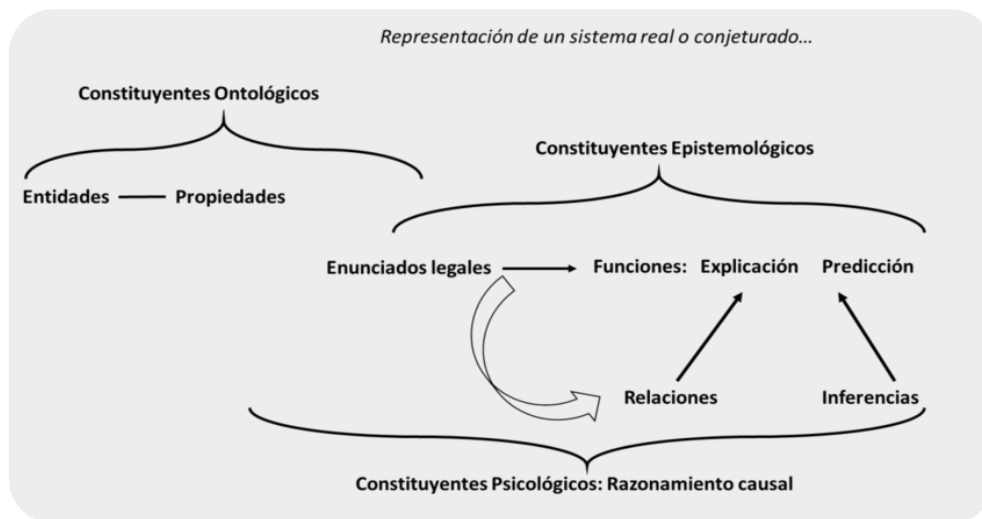 Representación de un sistema real o conjeturado...
Constituyentes Ontológicos
Constituyentes Epistemológicos
Entidades Propiedades
Enunciados legales Funciones: Explicación Predicción
Relaciones Inferencias
Constituyentes Psicológicos: Razonamiento causal